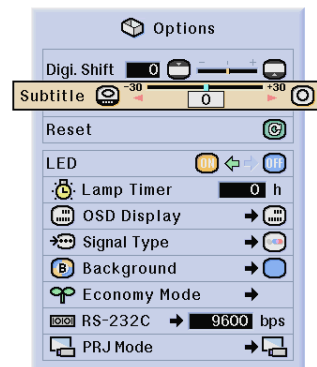 Options
Digi. Shift 0 - +
Subtitle -30 0 +30
Reset
LED ON OFF
Lamp Timer 0 h
OSD Display
Signal Type
B Background
Economy Mode
RS-232C 9600 bps
PRJ Mode